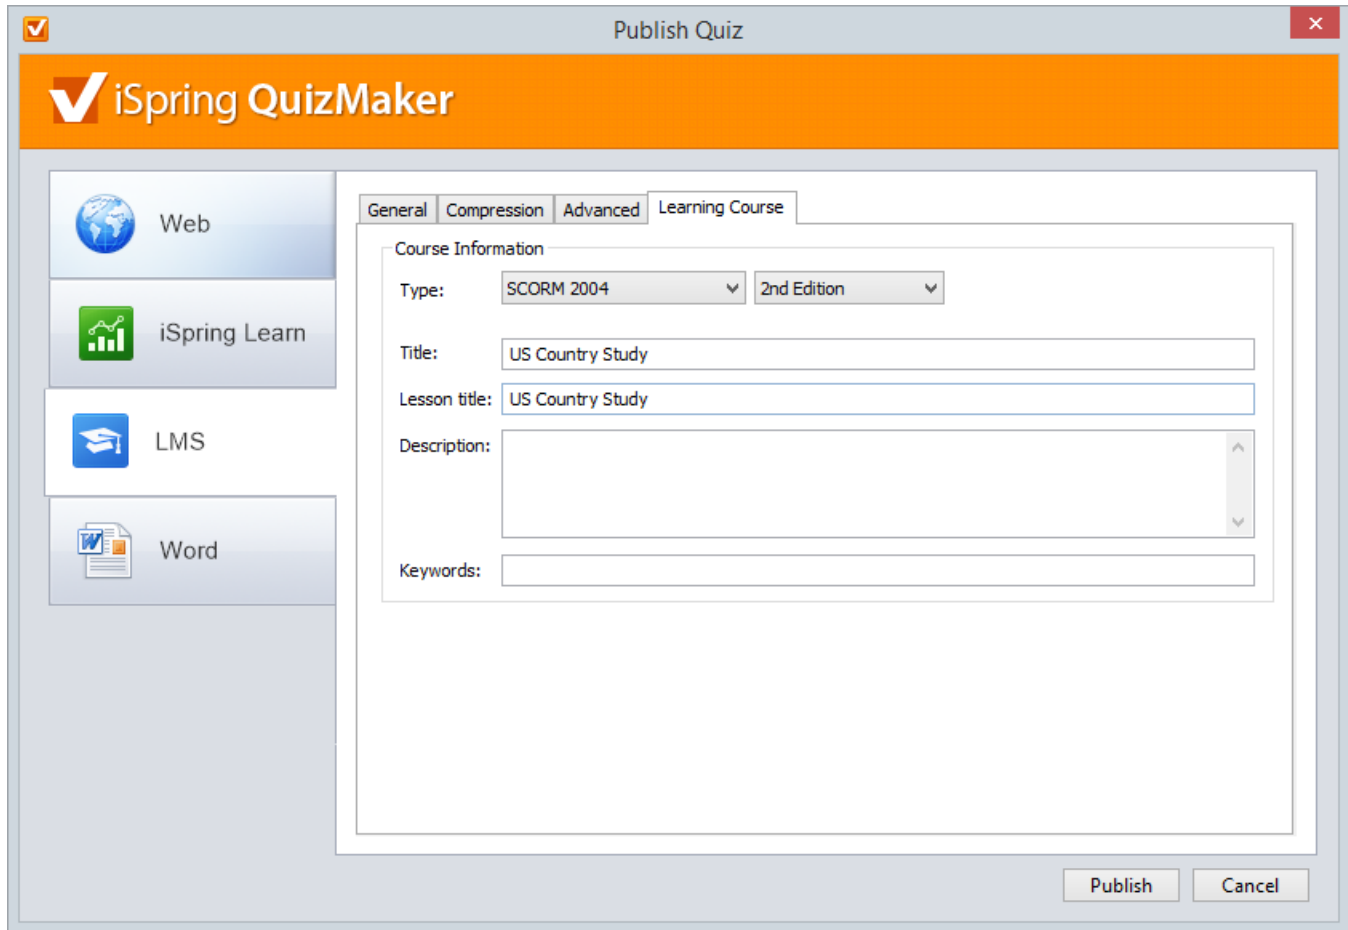 Publish Quiz
iSpring QuizMaker
Web
iSpring Learn
LMS
Word
General Compression Advanced Learning Course
Course Information
Type: SCORM 2004 2nd Edition
Title: US Country Study
Lesson title: US Country Study
Description:
Keywords:
Publish Cancel